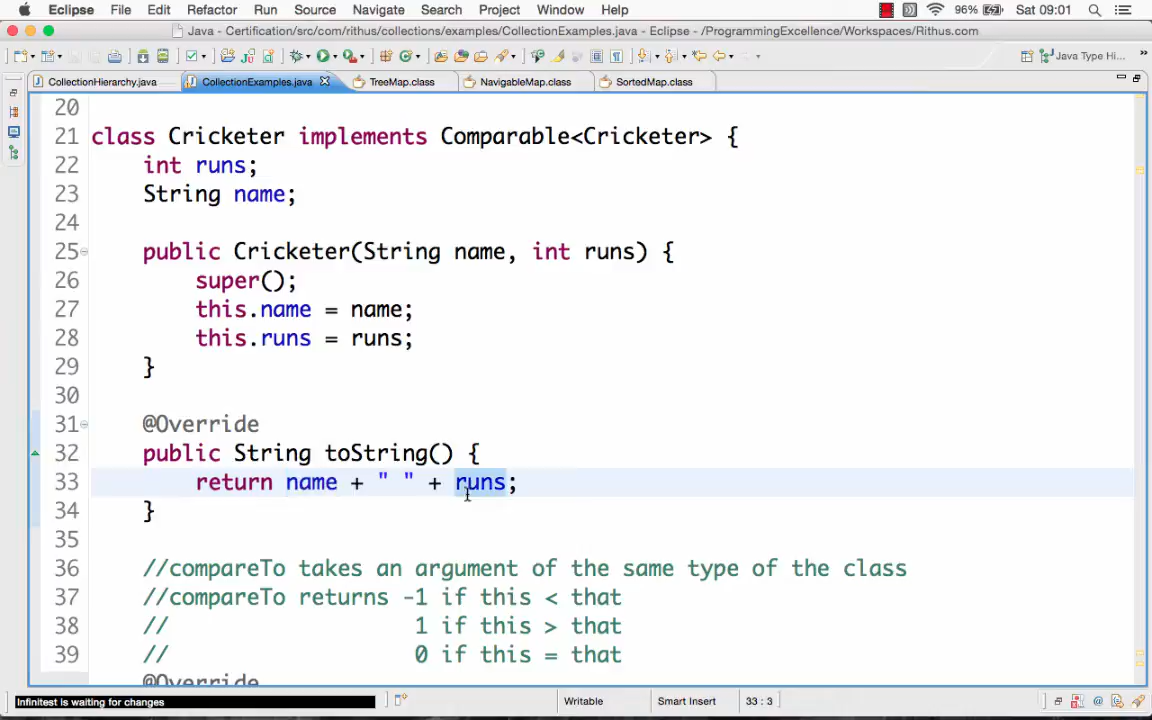 Eclipse File Edit Refactor Run Source Navigate Search Project Window Help 96% Sat 09:01
Java - Certification/src/com/rithus/collections/examples/CollectionExamples.java - Eclipse - /ProgrammingExcellence/Workspaces/Rithus.com
Java Type Hi...
CollectionHierarchy.java CollectionExamples.java TreeMap.class NavigableMap.class SortedMap.class
20
21 class Cricketer implements Comparable<Cricketer> {
22 int runs;
23 String name;
24
25 public Cricketer(String name, int runs) {
26 super();
27 this.name = name;
28 this.runs = runs;
29 }
30
31 @Override
32 public String toString() {
33 return name + " " + runs;
34 }
35
36 //compareTo takes an argument of the same type of the class
37 //compareTo returns -1 if this < that
38 // 1 if this > that
39 // 0 if this = that
@Override
Infinitest is waiting for changes Writable Smart Insert 33 : 3